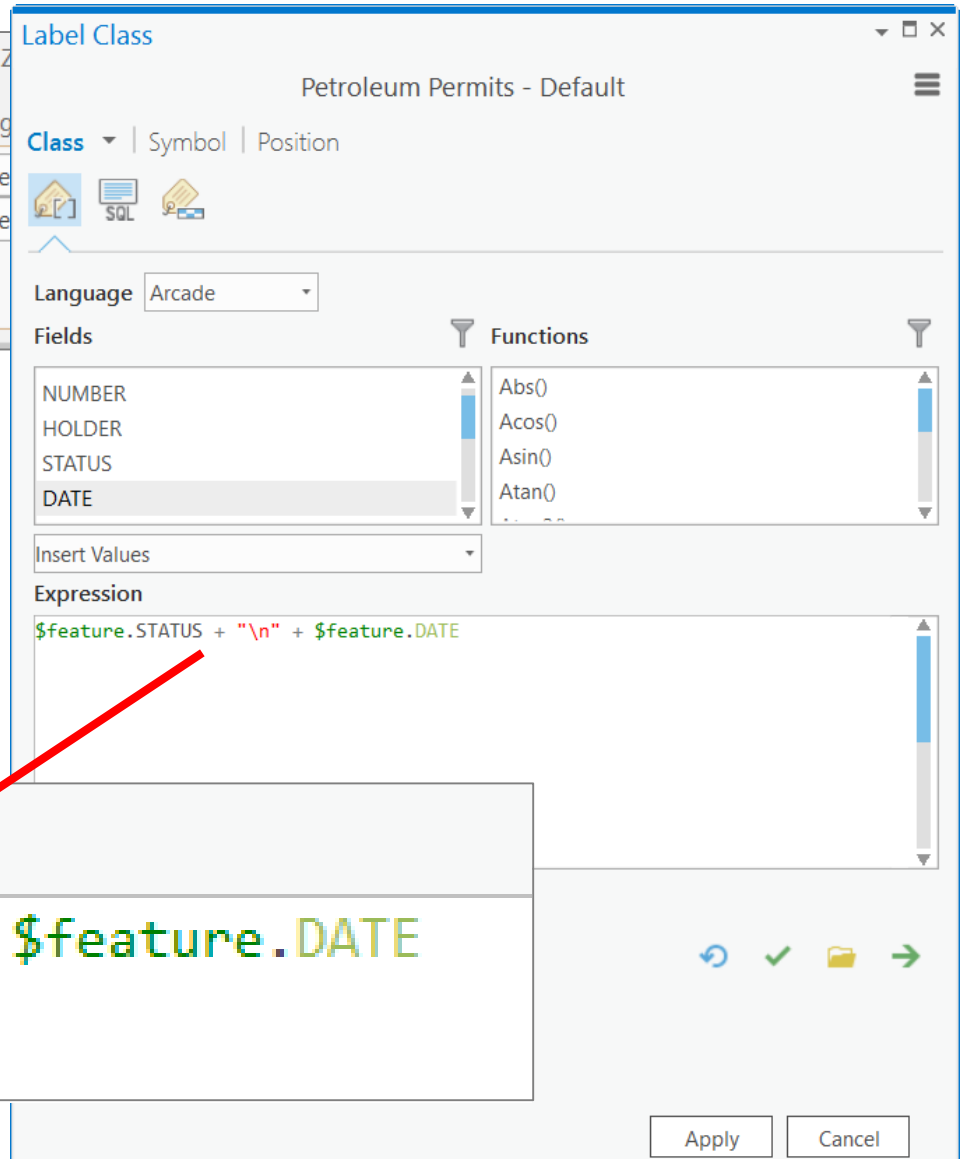 Label Class
Petroleum Permits - Default
Class Symbol Position
SQL
Language Arcade
Fields Functions
NUMBER
HOLDER
STATUS
DATE
Abs()
Acos()
Asin()
Atan()
Insert Values
Expression
$feature.STATUS + "\n" + $feature.DATE
$feature.DATE
Apply Cancel